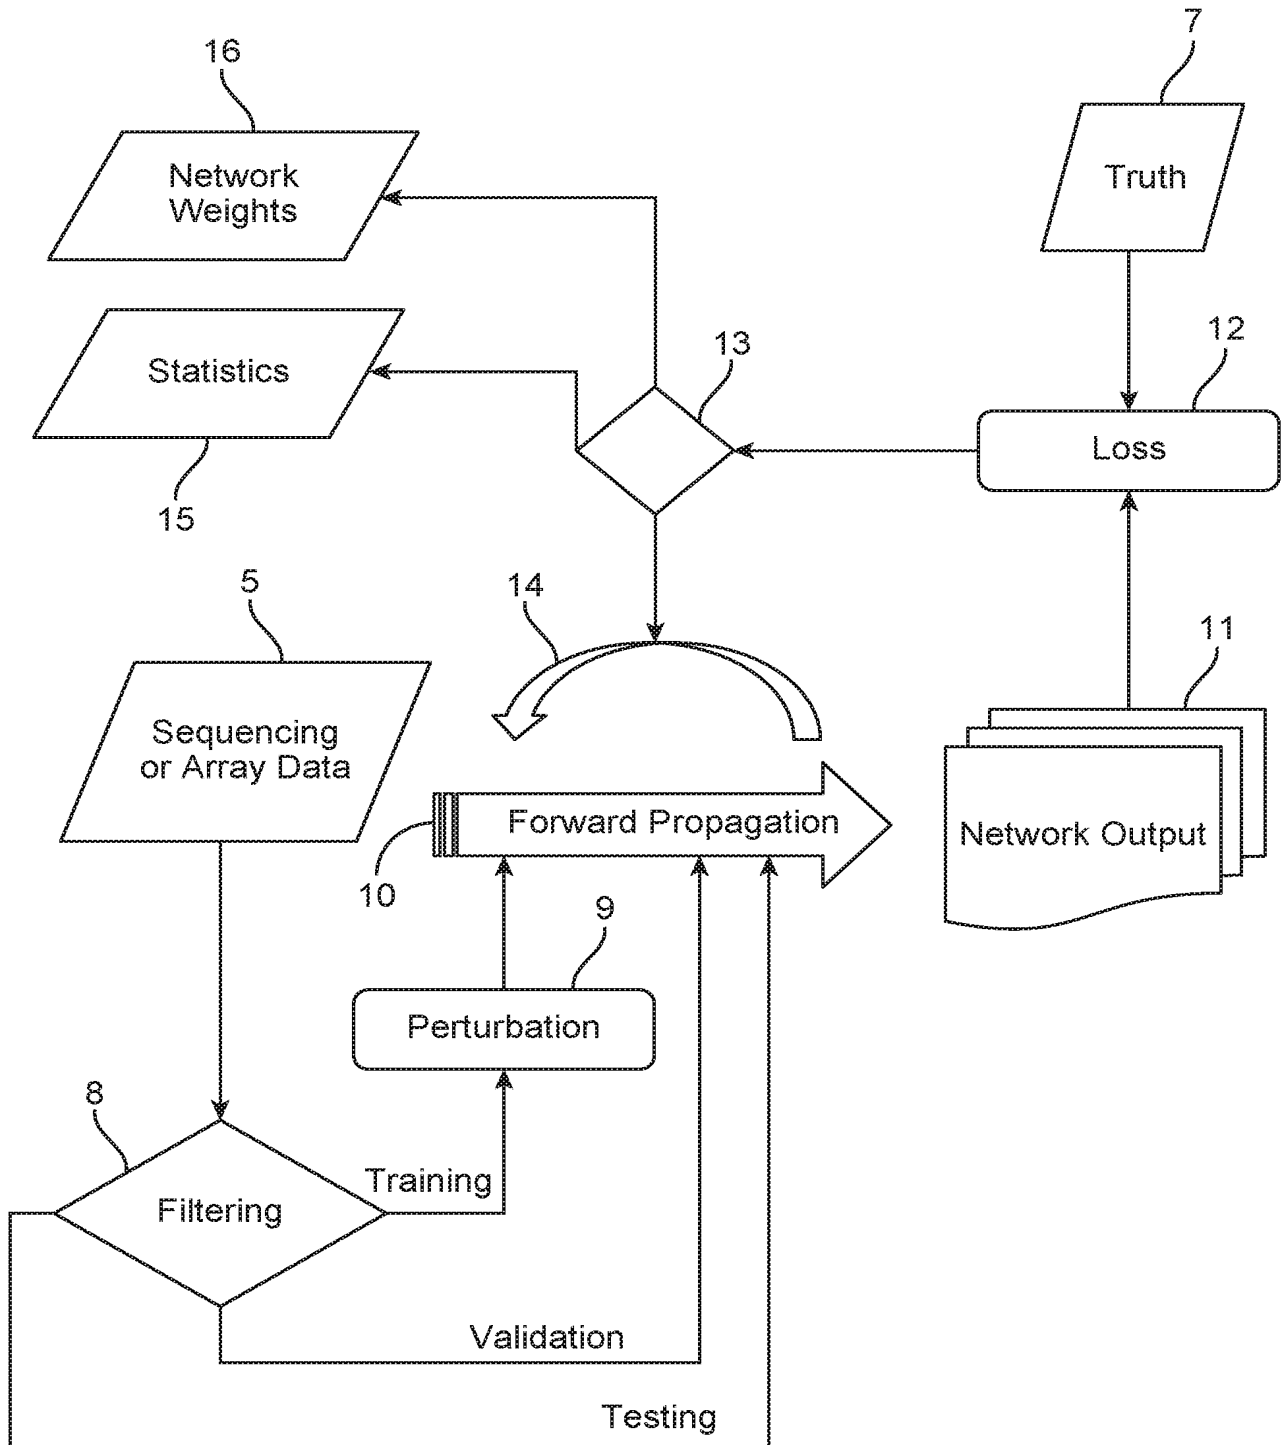 16
7
Network
Weights
Truth
13
12
Statistics
Loss
15
5
14
11
Sequencing
or Array Data
Forward Propagation
Network Output
10
9
Perturbation
8
Training
Filtering
Validation
Testing